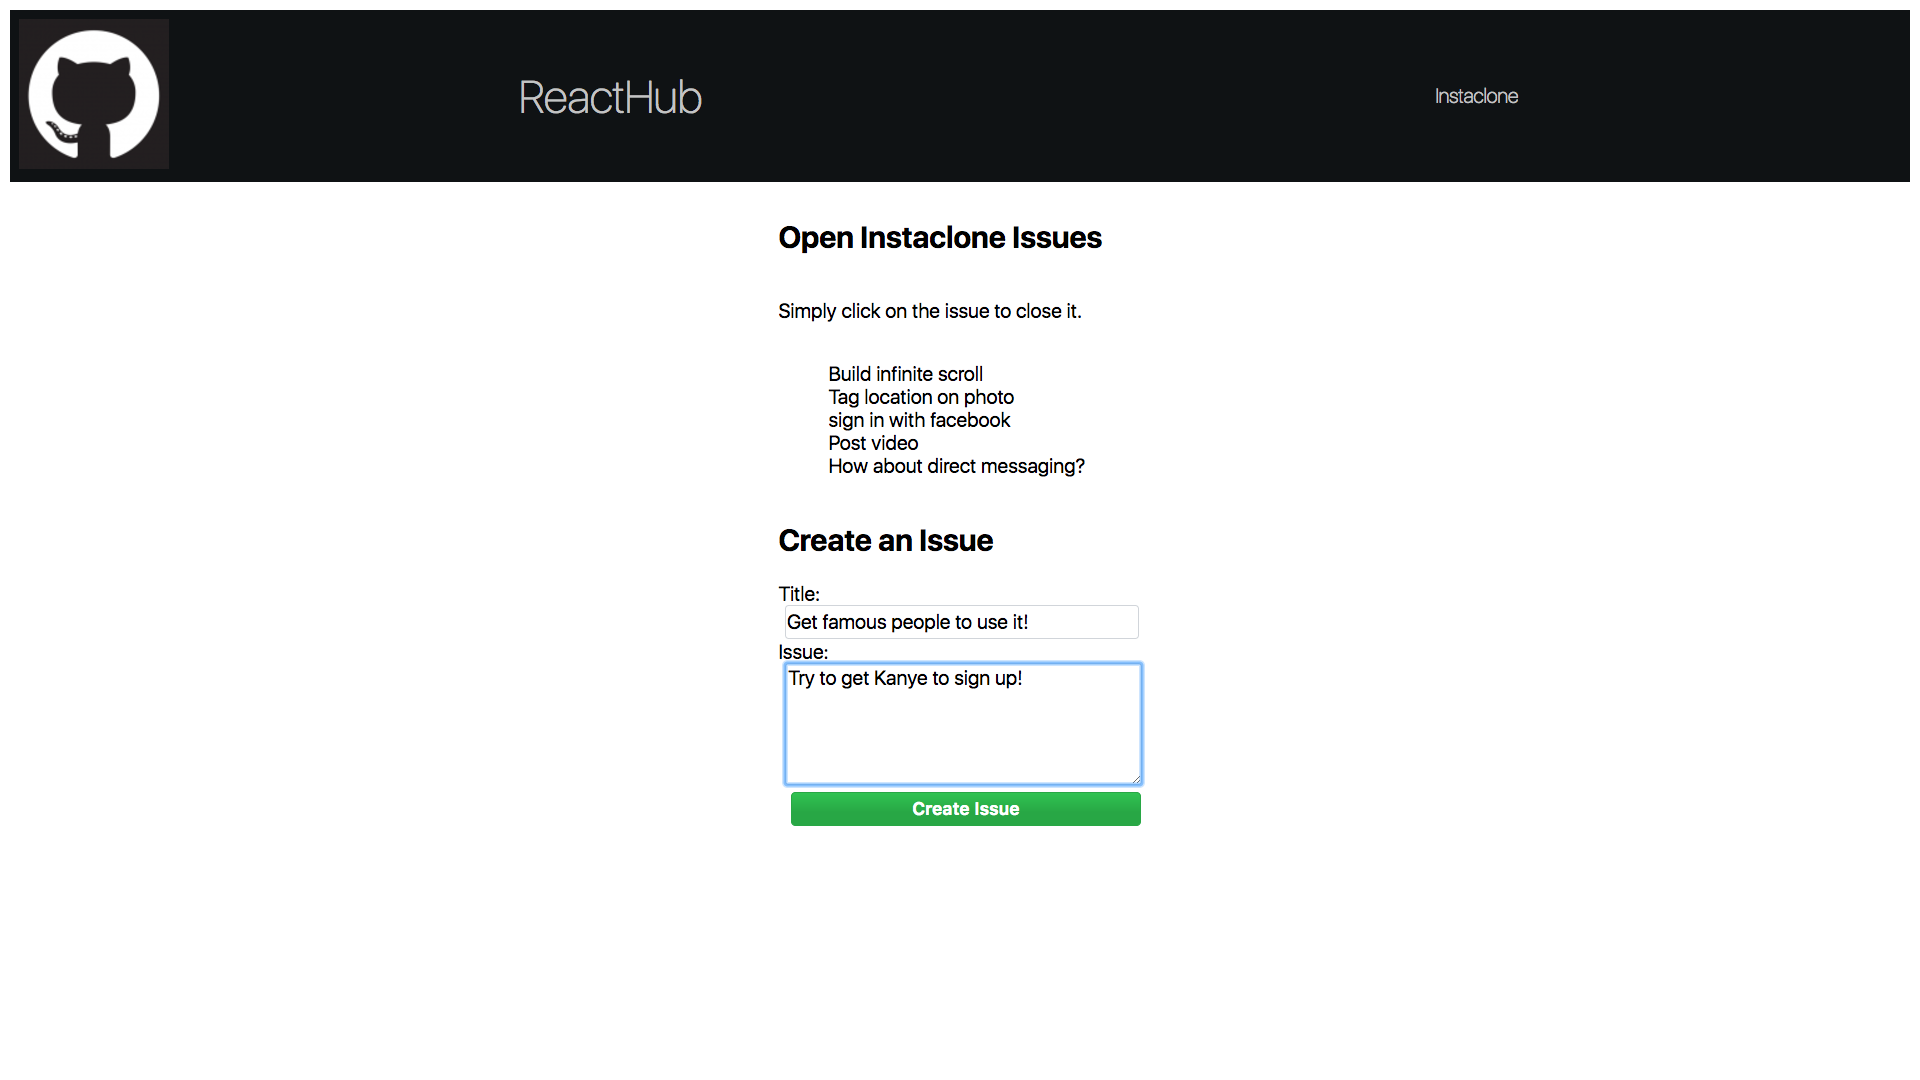 ReactHub
Instaclone
Open Instaclone Issues
Simply click on the issue to close it.
Build infinite scroll
Tag location on photo
sign in with facebook
Post video
How about direct messaging?
Create an Issue
Title:
Get famous people to use it!
Issue:
Try to get Kanye to sign up!
Create Issue